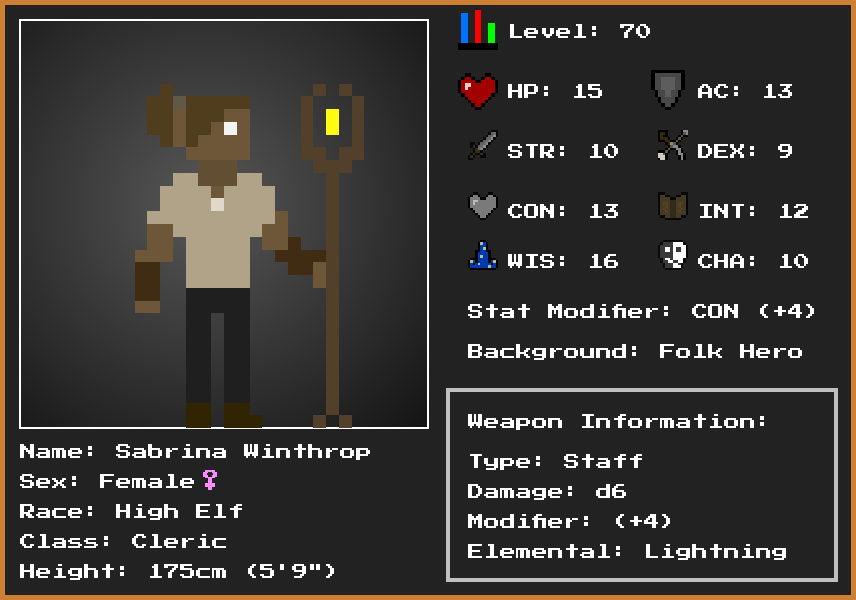 Level: 70
HP: 15
AC: 13
STR: 10
DEX: 9
CON: 13
INT: 12
WIS: 16
CHA: 10
Stat Modifier: CON (+4)
Background: Folk Hero
Weapon Information:
Type: Staff
Damage: d6
Modifier: (+4)
Elemental: Lightning
Name: Sabrina Winthrop
Sex: Female♀
Race: High Elf
Class: Cleric
Height: 175cm (5'9")